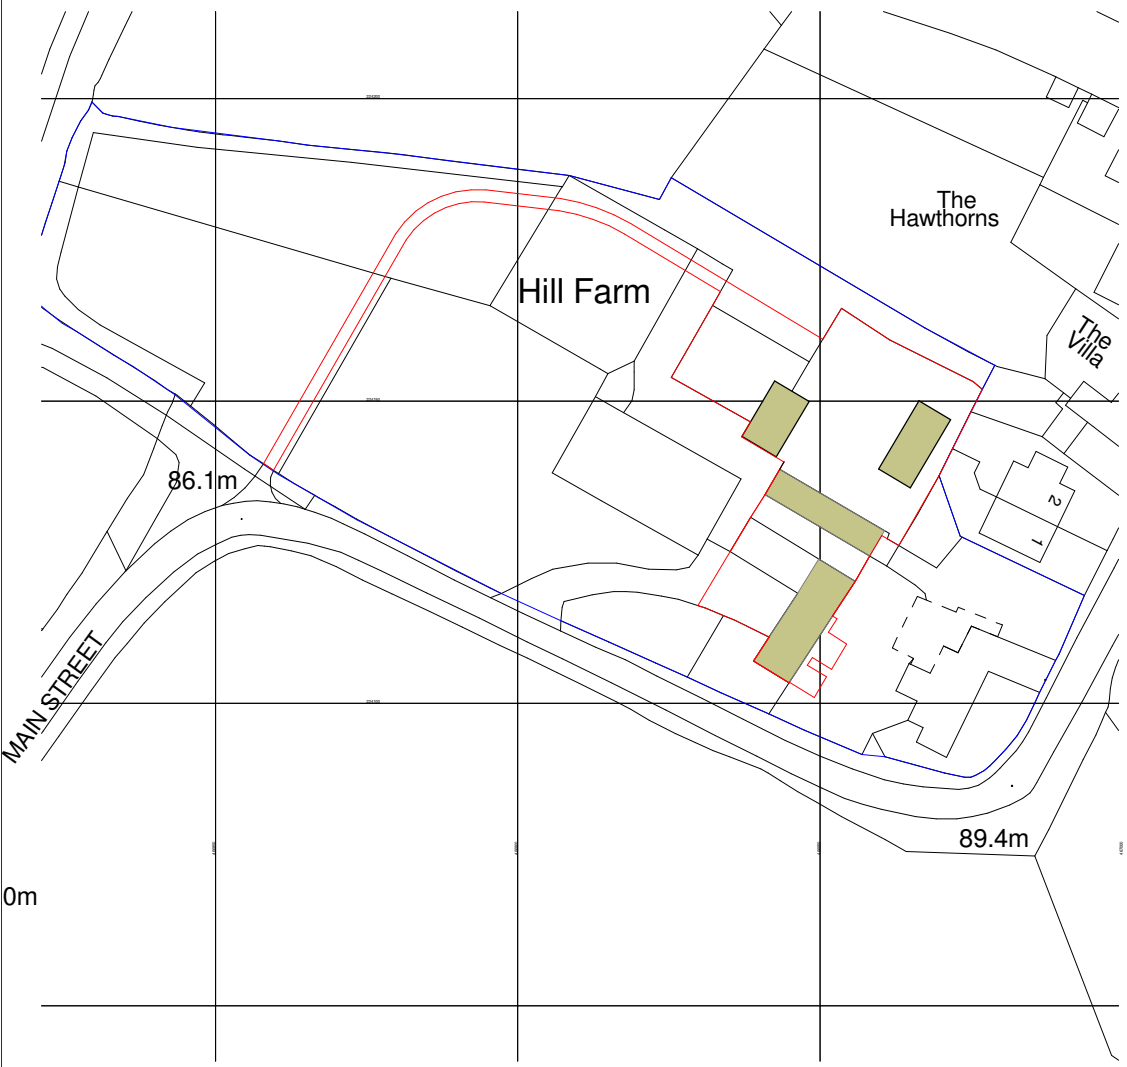 The
Hawthorns
Hill Farm
The
Villa
86.1m
2
1
MAIN STREET
89.4m
0m